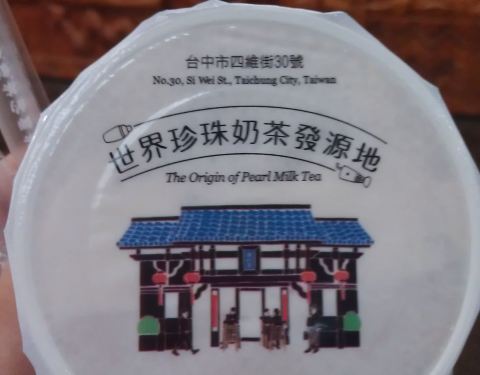 台中市四維街30號
No.30, Si Wei St., Taichung City, Taiwan
世界珍珠奶茶發源地
The Origin of Pearl Milk Tea